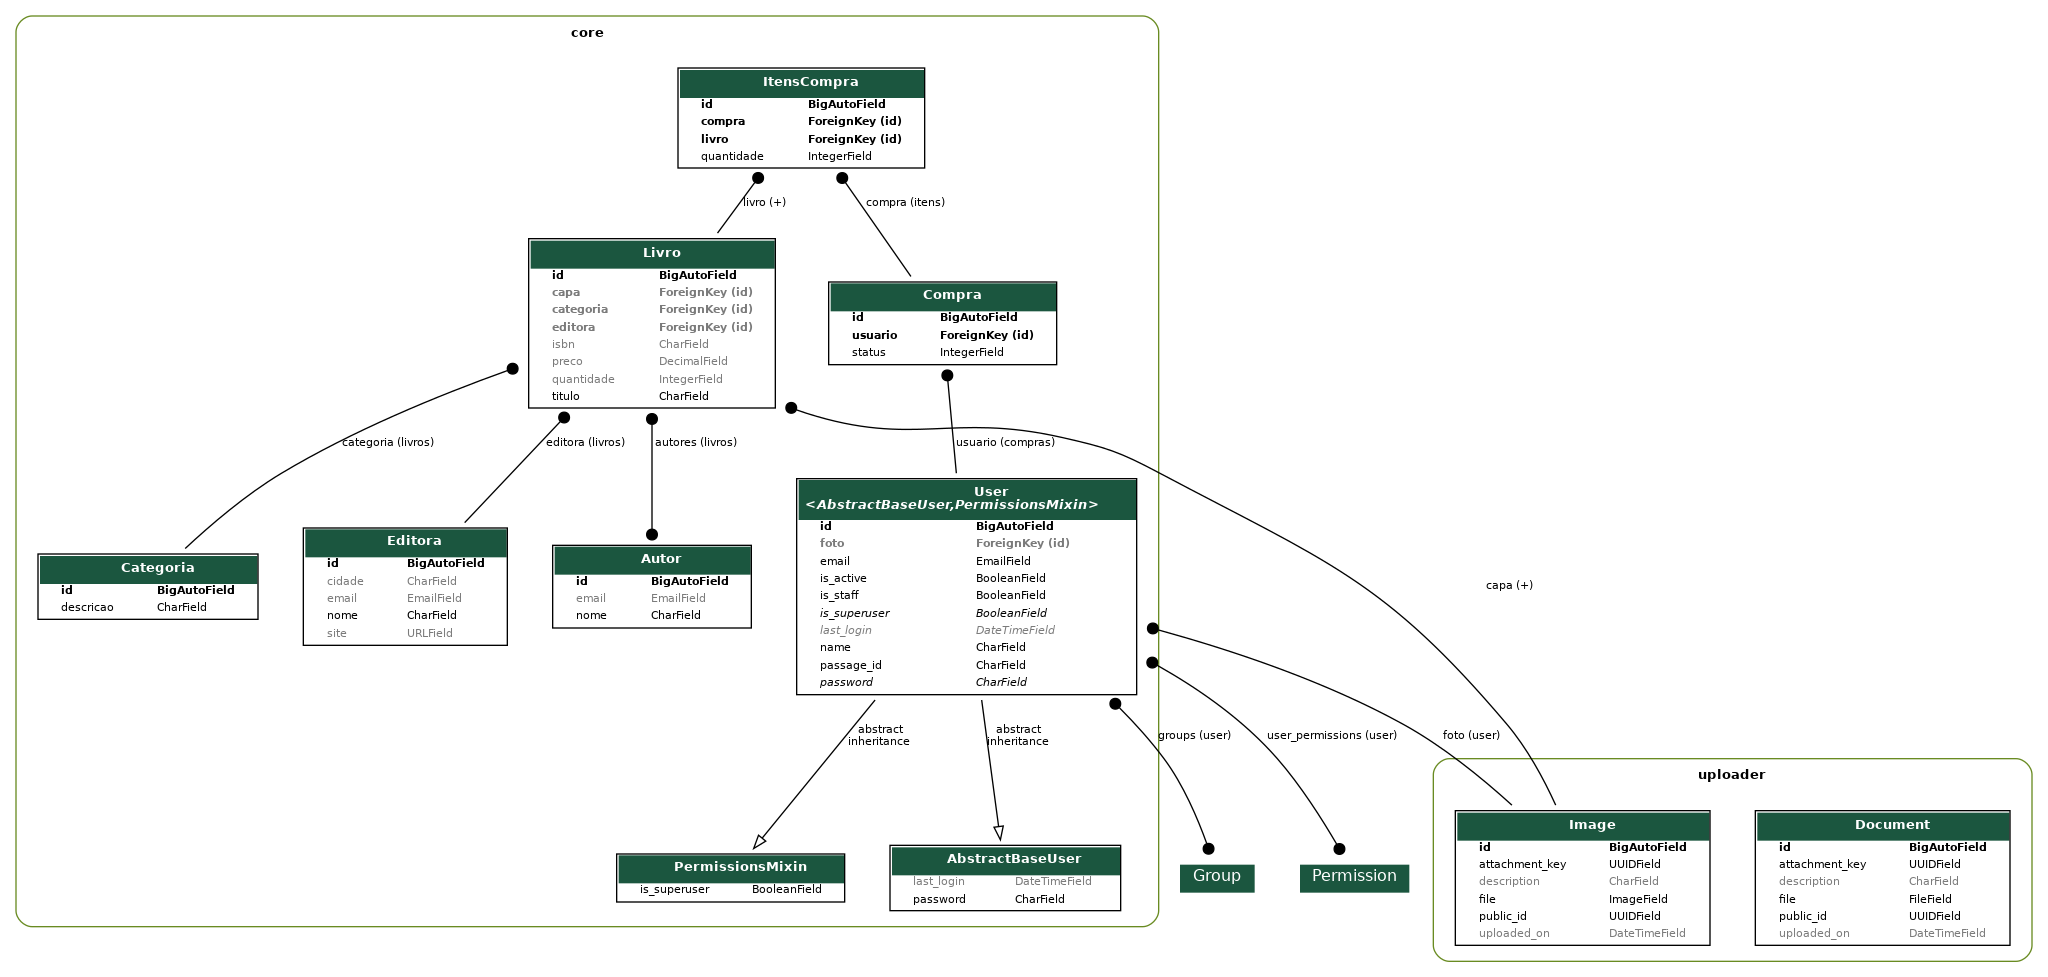 core
ItensCompra
id BigAutoField
compra ForeignKey (id)
livro ForeignKey (id)
quantidade IntegerField
livro (+)
compra (itens)
Livro
id BigAutoField
capa ForeignKey (id)
categoria ForeignKey (id)
editora ForeignKey (id)
isbn CharField
preco DecimalField
quantidade IntegerField
titulo CharField
Compra
id BigAutoField
usuario ForeignKey (id)
status IntegerField
categoria (livros)
editora (livros)
autores (livros)
usuario (compras)
capa (+)
Categoria
id BigAutoField
descricao CharField
Editora
id BigAutoField
cidade CharField
email EmailField
nome CharField
site URLField
Autor
id BigAutoField
email EmailField
nome CharField
User
<AbstractBaseUser,PermissionsMixin>
id BigAutoField
foto ForeignKey (id)
email EmailField
is_active BooleanField
is_staff BooleanField
is_superuser BooleanField
last_login DateTimeField
name CharField
passage_id CharField
password CharField
abstract
inheritance
abstract
inheritance
groups (user)
user_permissions (user)
foto (user)
PermissionsMixin
is_superuser BooleanField
AbstractBaseUser
last_login DateTimeField
password CharField
Group
Permission
uploader
Image
id BigAutoField
attachment_key UUIDField
description CharField
file ImageField
public_id UUIDField
uploaded_on DateTimeField
Document
id BigAutoField
attachment_key UUIDField
description CharField
file FileField
public_id UUIDField
uploaded_on DateTimeField